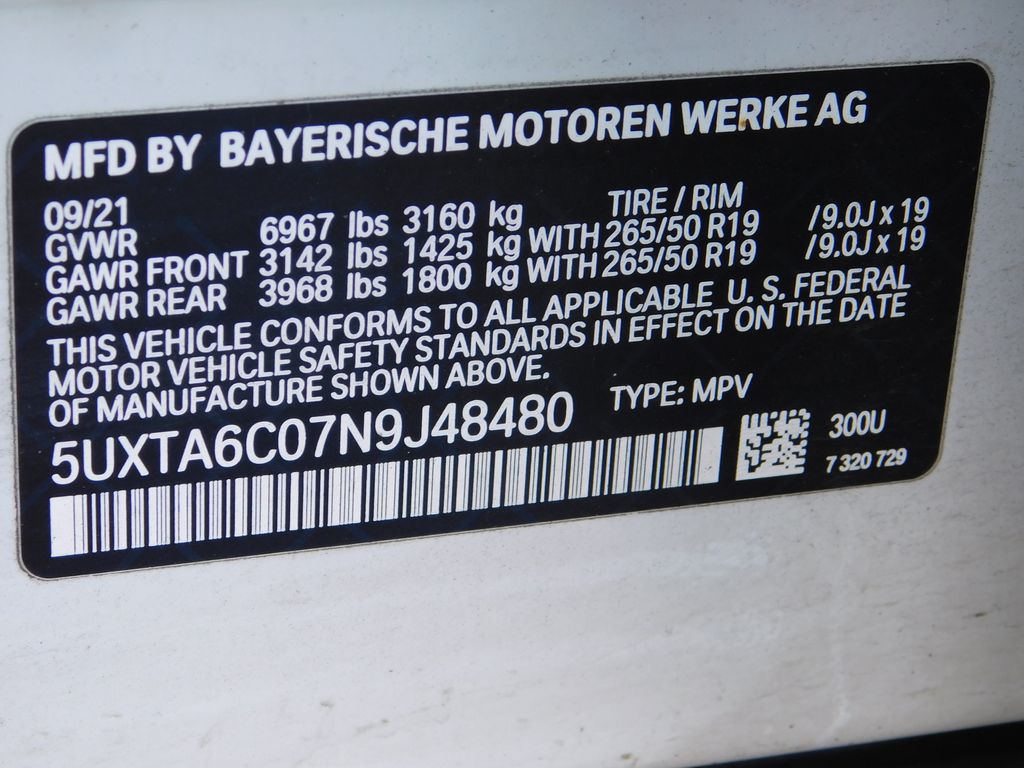 MFD BY BAYERISCHE MOTOREN WERKE AG
09/21 TIRE / RIM
GVWR 6967 lbs 3160 kg
GAWR FRONT 3142 lbs 1425 kg WITH 265/50 R19 /9.0J x 19
GAWR REAR 3968 lbs 1800 kg WITH 265/50 R19 /9.0J x 19
THIS VEHICLE CONFORMS TO ALL APPLICABLE U. S. FEDERAL
MOTOR VEHICLE SAFETY STANDARDS IN EFFECT ON THE DATE
OF MANUFACTURE SHOWN ABOVE.
5UXTA6C07N9J48480 TYPE: MPV
300U
7 320 729